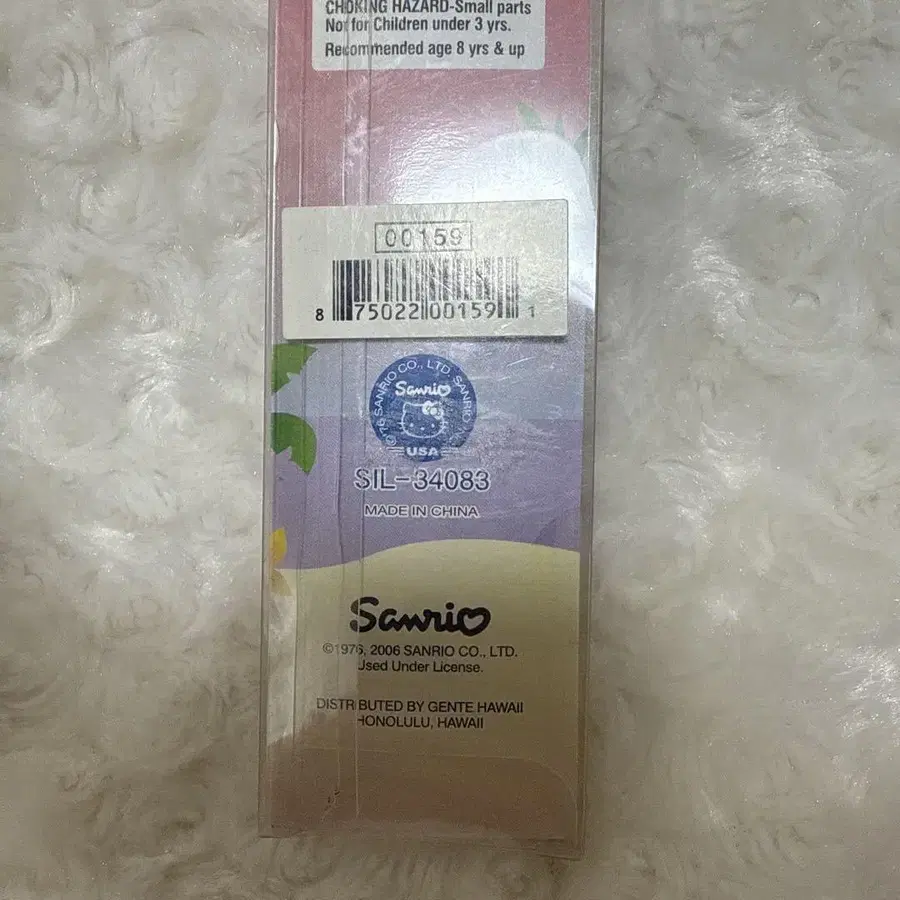 CHOKING HAZARD-Small parts
Not for Children under 3 yrs.
Recommended age 8 yrs & up
00159
8 75022 00159 1
©'76 SANRIO CO., LTD. SANRIO
Sanrio
USA
SIL-34083
MADE IN CHINA
Sanrio
©1976, 2006 SANRIO CO., LTD.
Used Under License.
DISTRIBUTED BY GENTE HAWAII
HONOLULU, HAWAII